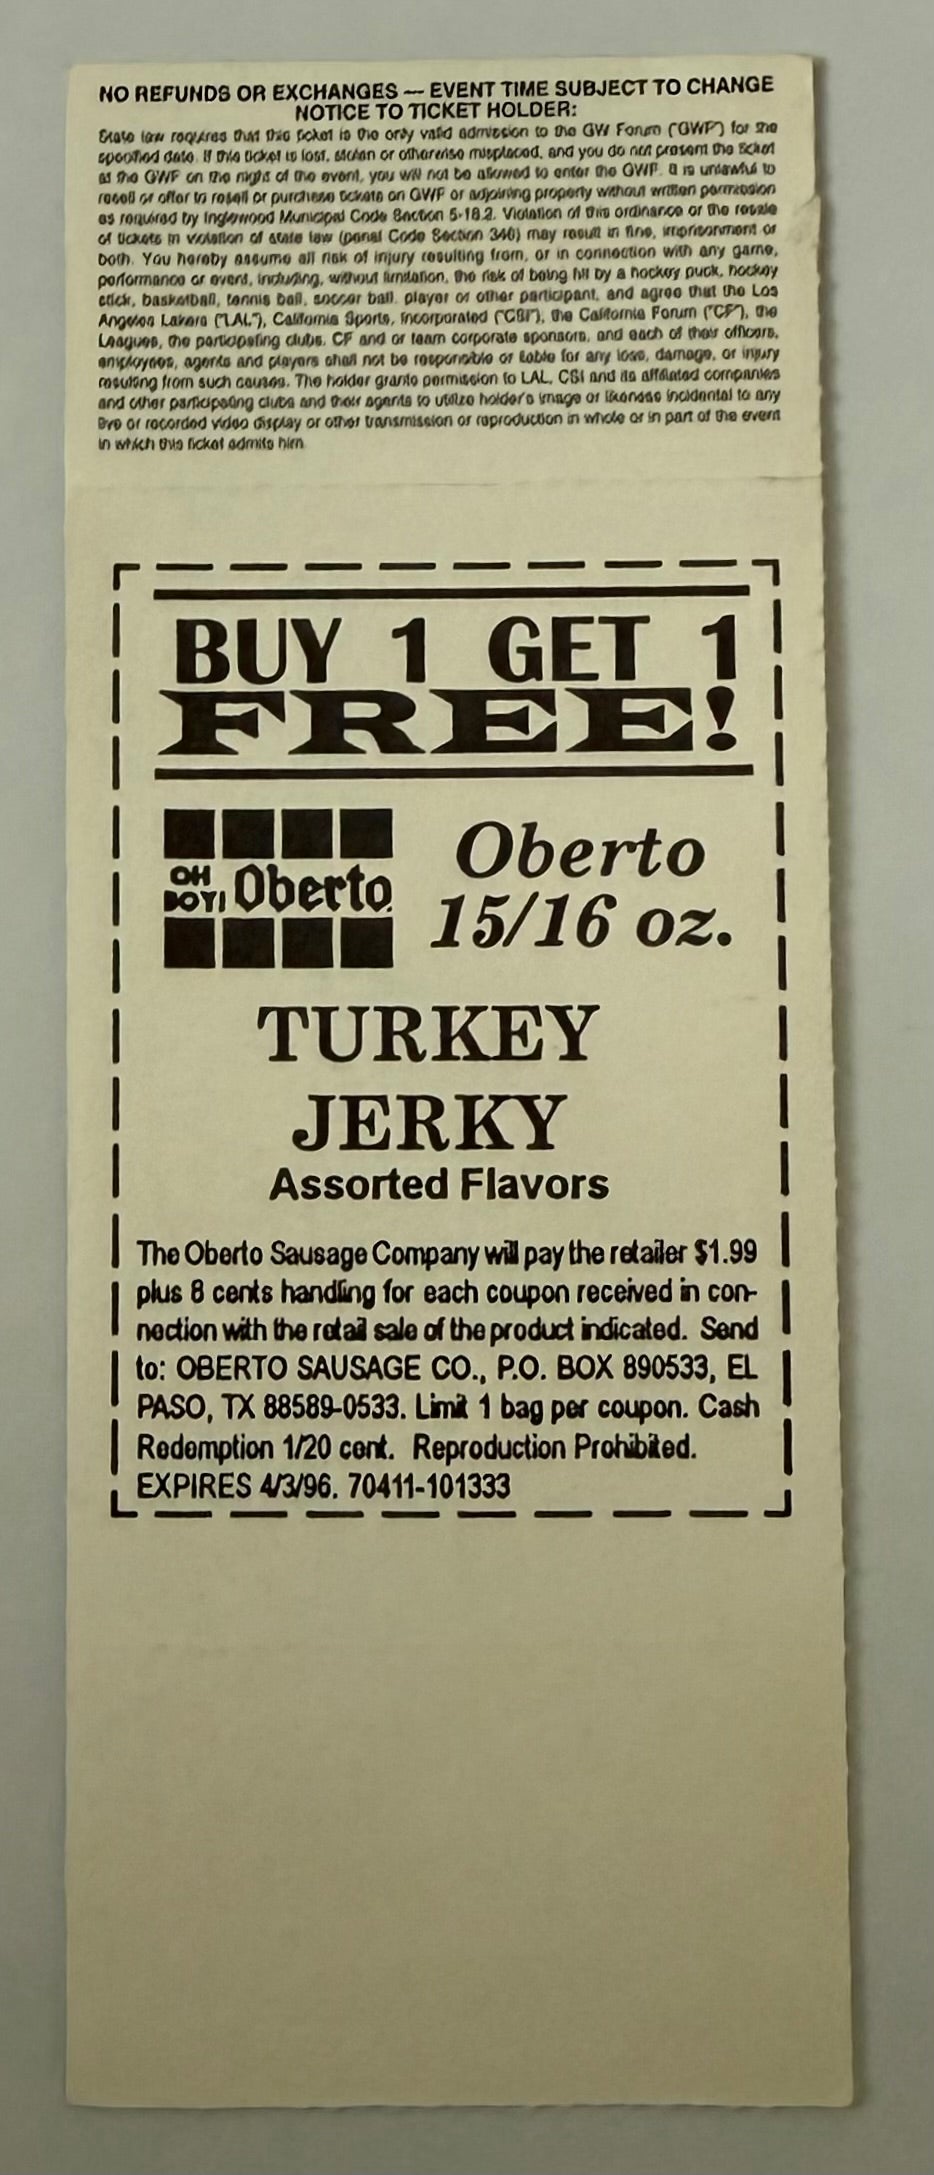 NO REFUNDS OR EXCHANGES — EVENT TIME SUBJECT TO CHANGE
NOTICE TO TICKET HOLDER:
State law requires that this ticket is the only valid admission to the GW Forum ("GWF") for the
specified date. If this ticket is lost, stolen or otherwise misplaced, and you do not present the ticket
at the GWF on the night of the event, you will not be allowed to enter the GWF. It is unlawful to
resell or offer to resell or purchase tickets on GWF or adjoining property without written permission
as required by Inglewood Municipal Code Section 5-18.2. Violation of this ordinance or the resale
of tickets in violation of state law (penal Code Section 346) may result in fine, imprisonment or
both. You hereby assume all risk of injury resulting from, or in connection with any game,
performance or event, including, without limitation, the risk of being hit by a hockey puck, hockey
stick, basketball, tennis ball, soccer ball, player or other participant, and agree that the Los
Angeles Lakers ("LAL"), California Sports, Incorporated ("CSI"), the California Forum ("CF"), the
Leagues, the participating clubs, CF and or team corporate sponsors, and each of their officers,
employees, agents and players shall not be responsible or liable for any loss, damage, or injury
resulting from such causes. The holder grants permission to LAL, CSI and its affiliated companies
and other participating clubs and their agents to utilize holder's image or likeness incidental to any
live or recorded video display or other transmission or reproduction in whole or in part of the event
in which this ticket admits him
BUY 1 GET 1
FREE!
OH BOY! Oberto.
Oberto
15/16 oz.
TURKEY
JERKY
Assorted Flavors
The Oberto Sausage Company will pay the retailer $1.99
plus 8 cents handling for each coupon received in con-
nection with the retail sale of the product indicated. Send
to: OBERTO SAUSAGE CO., P.O. BOX 890533, EL
PASO, TX 88589-0533. Limit 1 bag per coupon. Cash
Redemption 1/20 cent. Reproduction Prohibited.
EXPIRES 4/3/96. 70411-101333